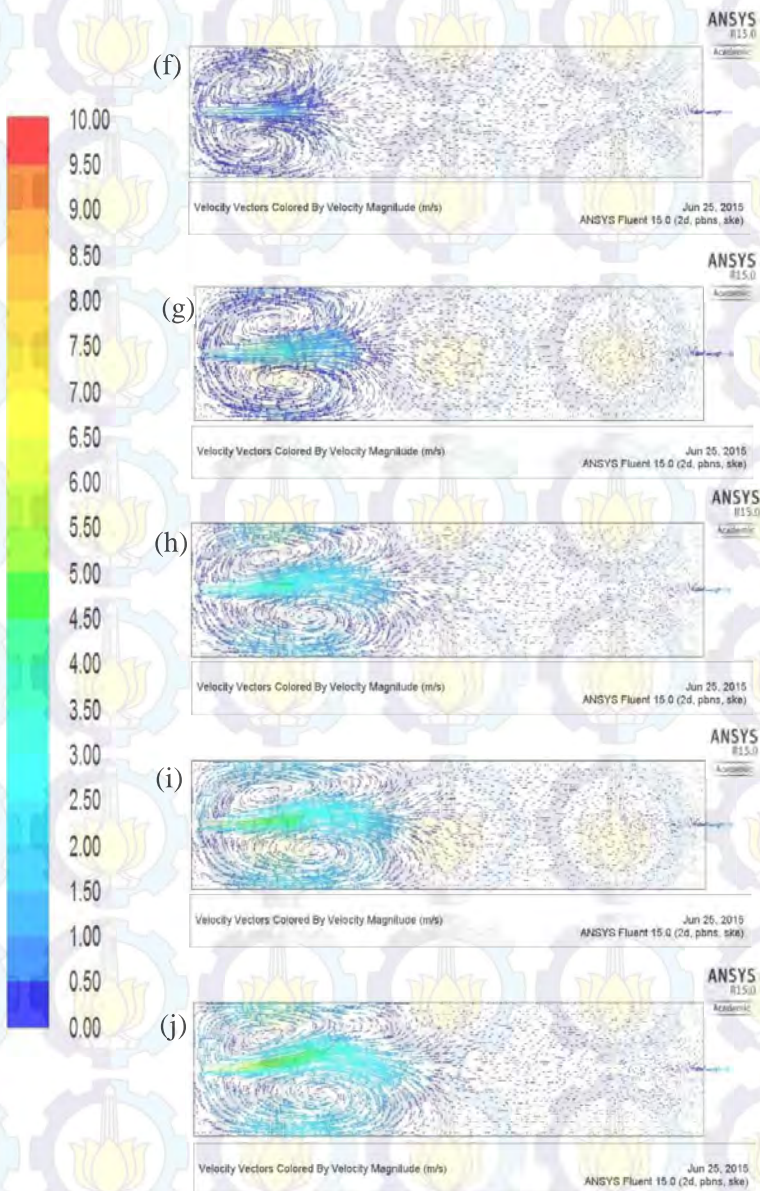 ANSYS
R15.0
Academic
(f)
10.00
9.50
9.00
8.50
8.00
7.50
7.00
6.50
6.00
5.50
5.00
4.50
4.00
3.50
3.00
2.50
2.00
1.50
1.00
0.50
0.00
Velocity Vectors Colored By Velocity Magnitude (m/s)
Jun 25, 2015
ANSYS Fluent 15.0 (2d, pbns, ske)
ANSYS
R15.0
Academic
(g)
Velocity Vectors Colored By Velocity Magnitude (m/s)
Jun 25, 2015
ANSYS Fluent 15.0 (2d, pbns, ske)
ANSYS
R15.0
Academic
(h)
Velocity Vectors Colored By Velocity Magnitude (m/s)
Jun 25, 2015
ANSYS Fluent 15.0 (2d, pbns, ske)
ANSYS
R15.0
Academic
(i)
Velocity Vectors Colored By Velocity Magnitude (m/s)
Jun 25, 2015
ANSYS Fluent 15.0 (2d, pbns, ske)
ANSYS
R15.0
Academic
(j)
Velocity Vectors Colored By Velocity Magnitude (m/s)
Jun 25, 2015
ANSYS Fluent 15.0 (2d, pbns, ske)